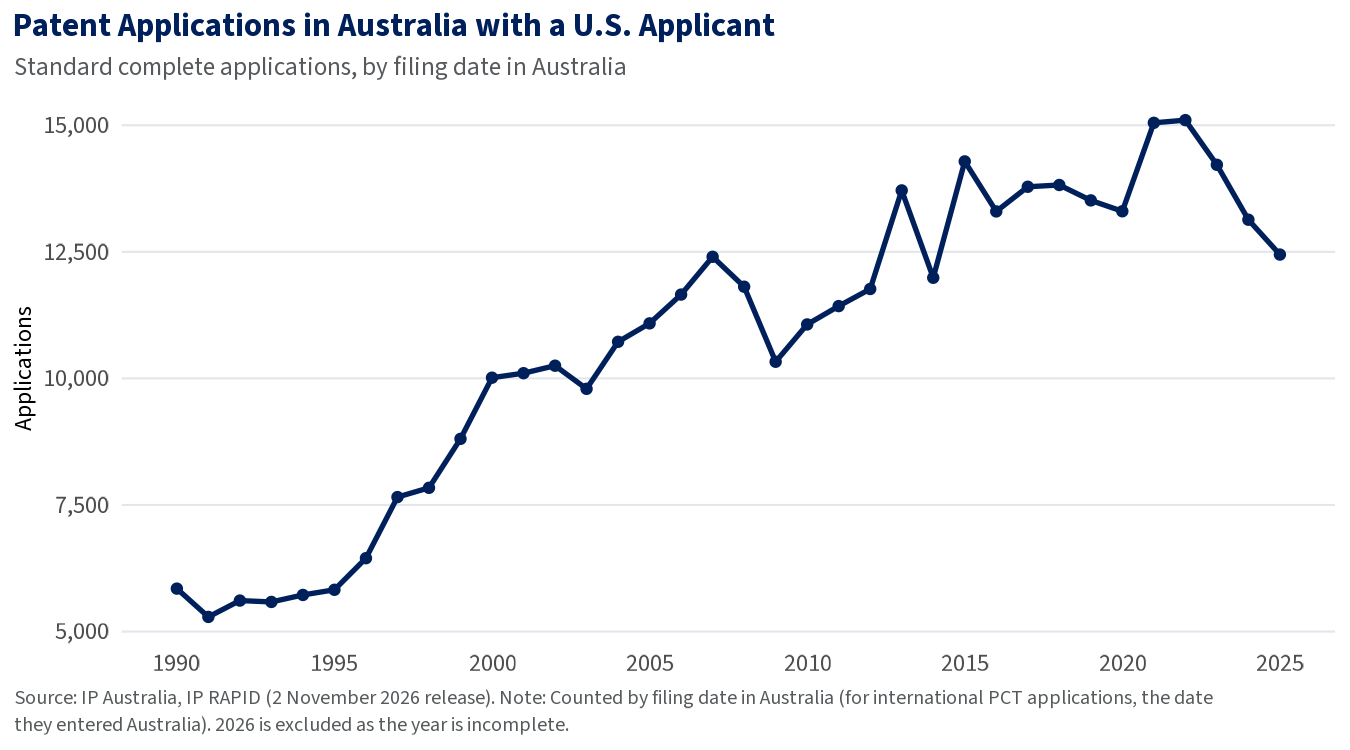 Patent Applications in Australia with a U.S. Applicant
Standard complete applications, by filing date in Australia
15,000
12,500
10,000
7,500
5,000
Applications
1990 1995 2000 2005 2010 2015 2020 2025
Source: IP Australia, IP RAPID (2 November 2026 release). Note: Counted by filing date in Australia (for international PCT applications, the date
they entered Australia). 2026 is excluded as the year is incomplete.